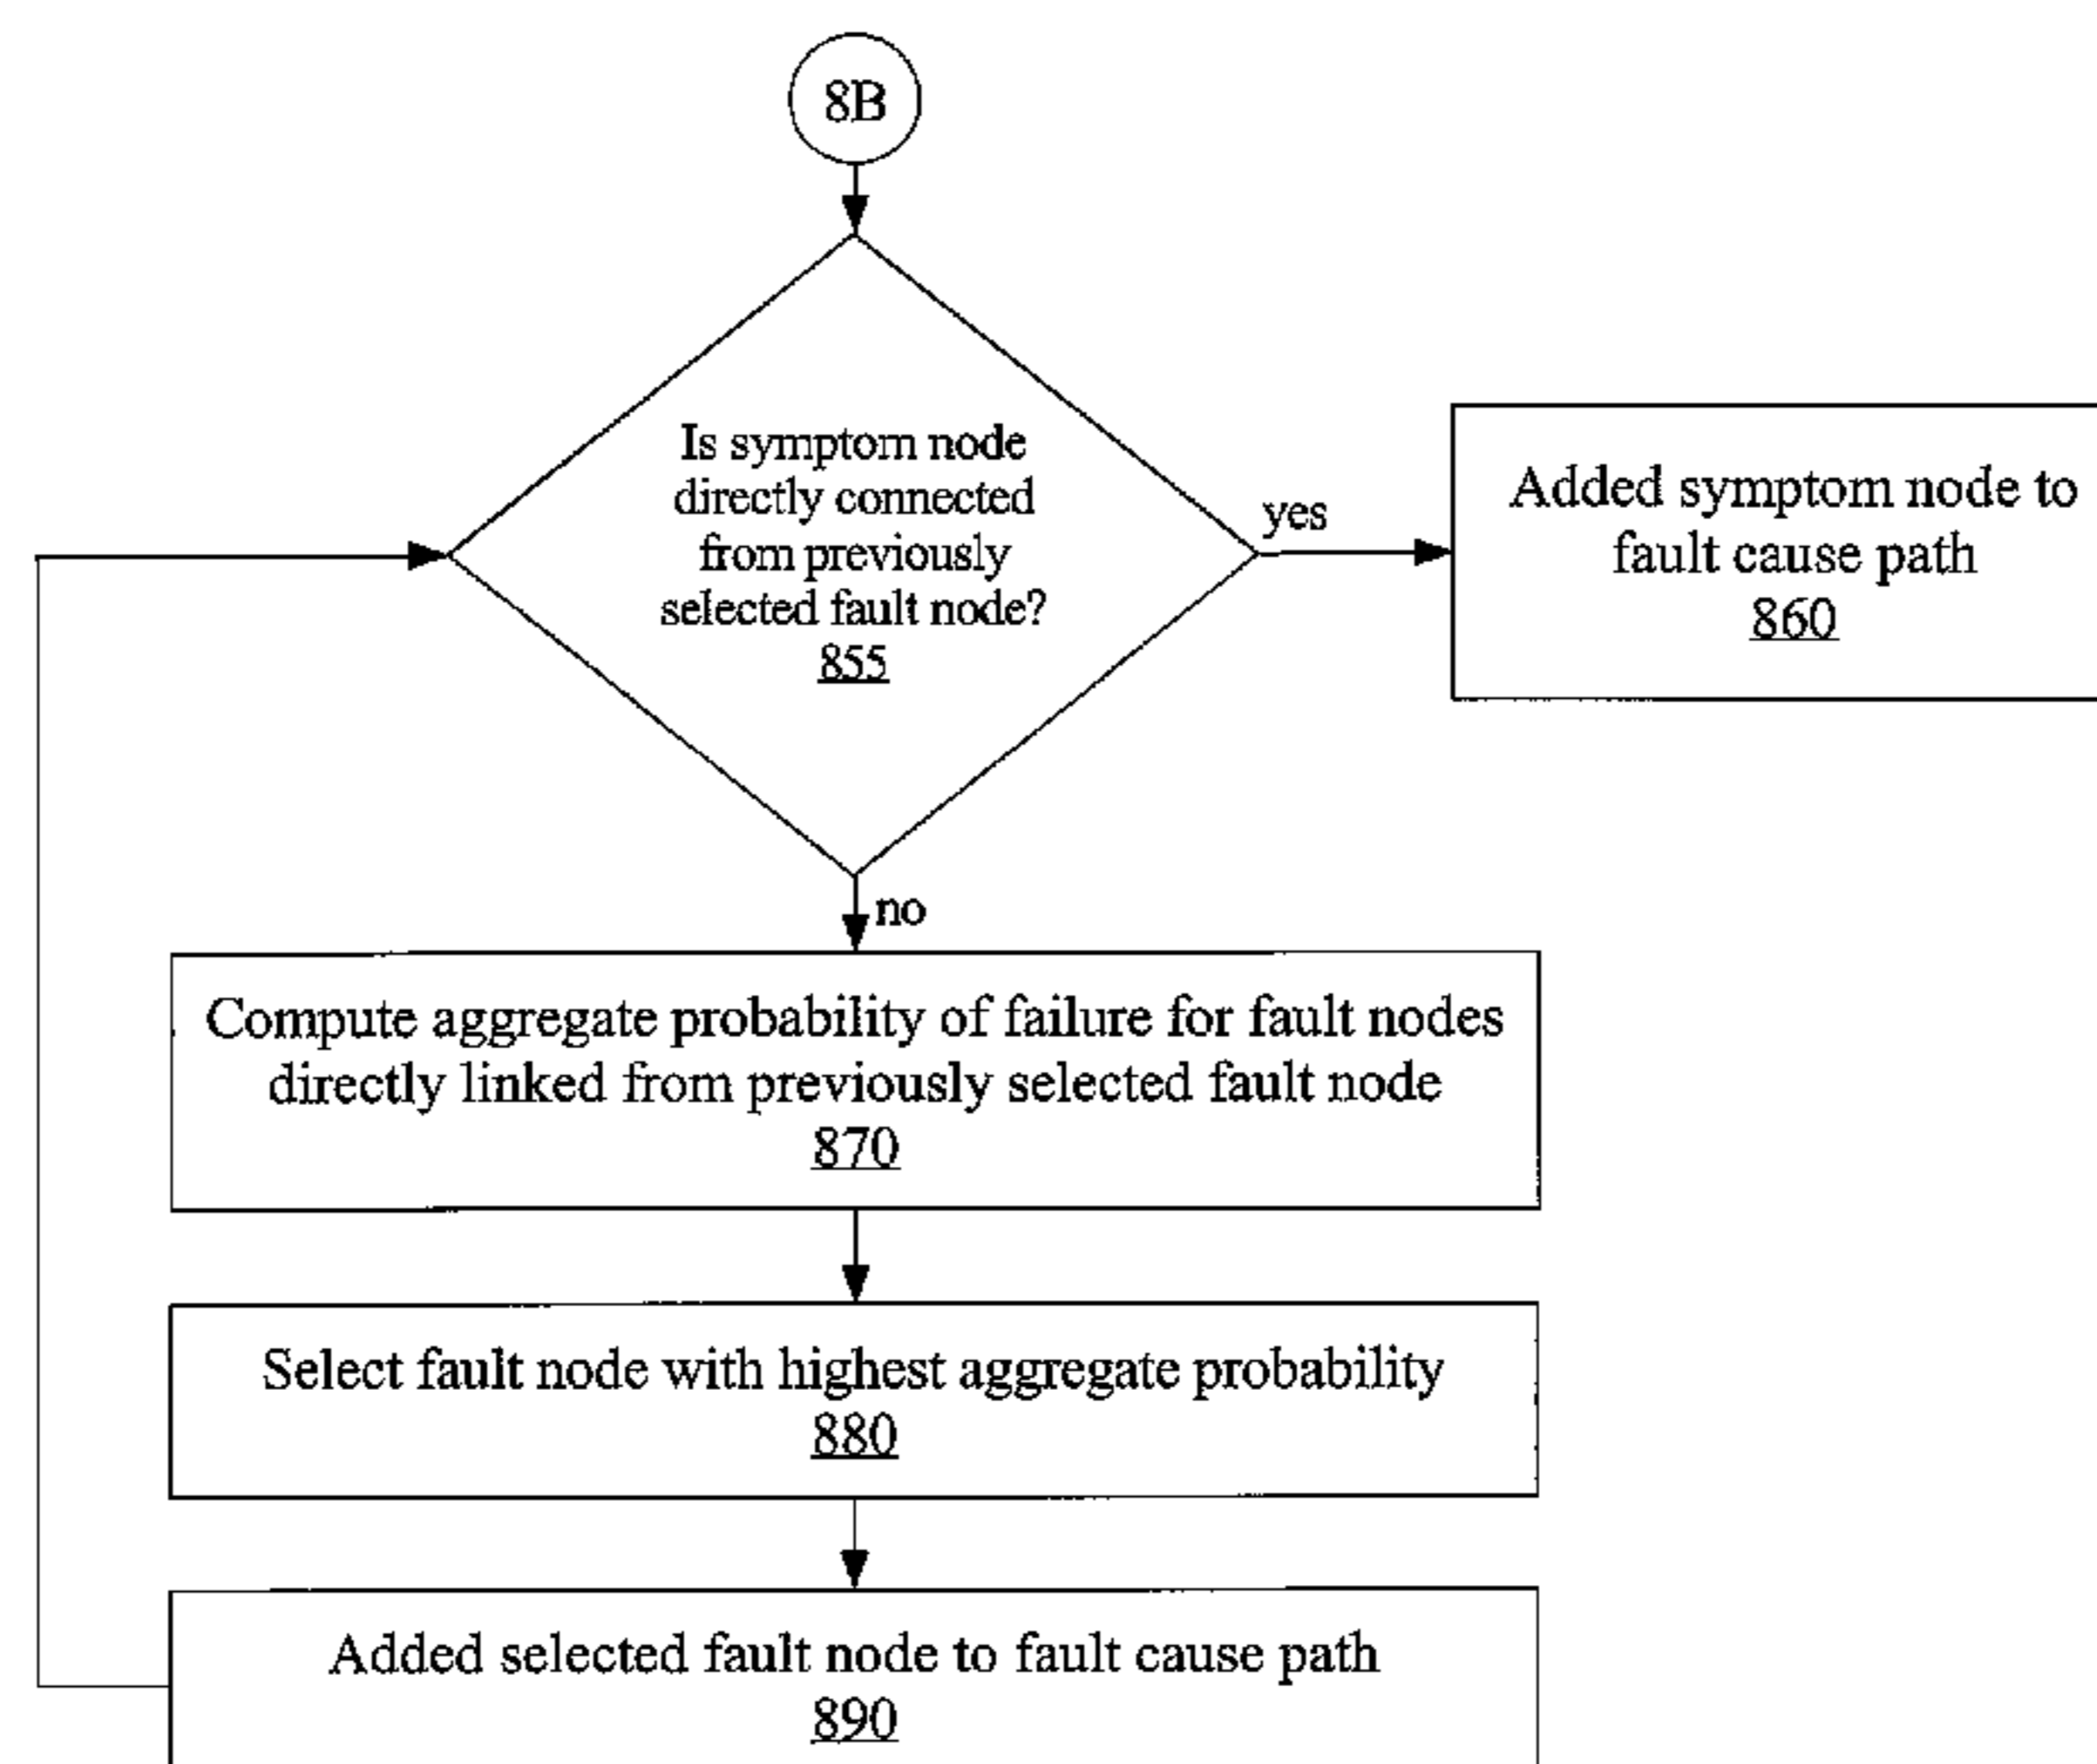 8B
Is symptom node
directly connected
from previously
selected fault node?
855
yes
Added symptom node to
fault cause path
860
no
Compute aggregate probability of failure for fault nodes
directly linked from previously selected fault node
870
Select fault node with highest aggregate probability
880
Added selected fault node to fault cause path
890